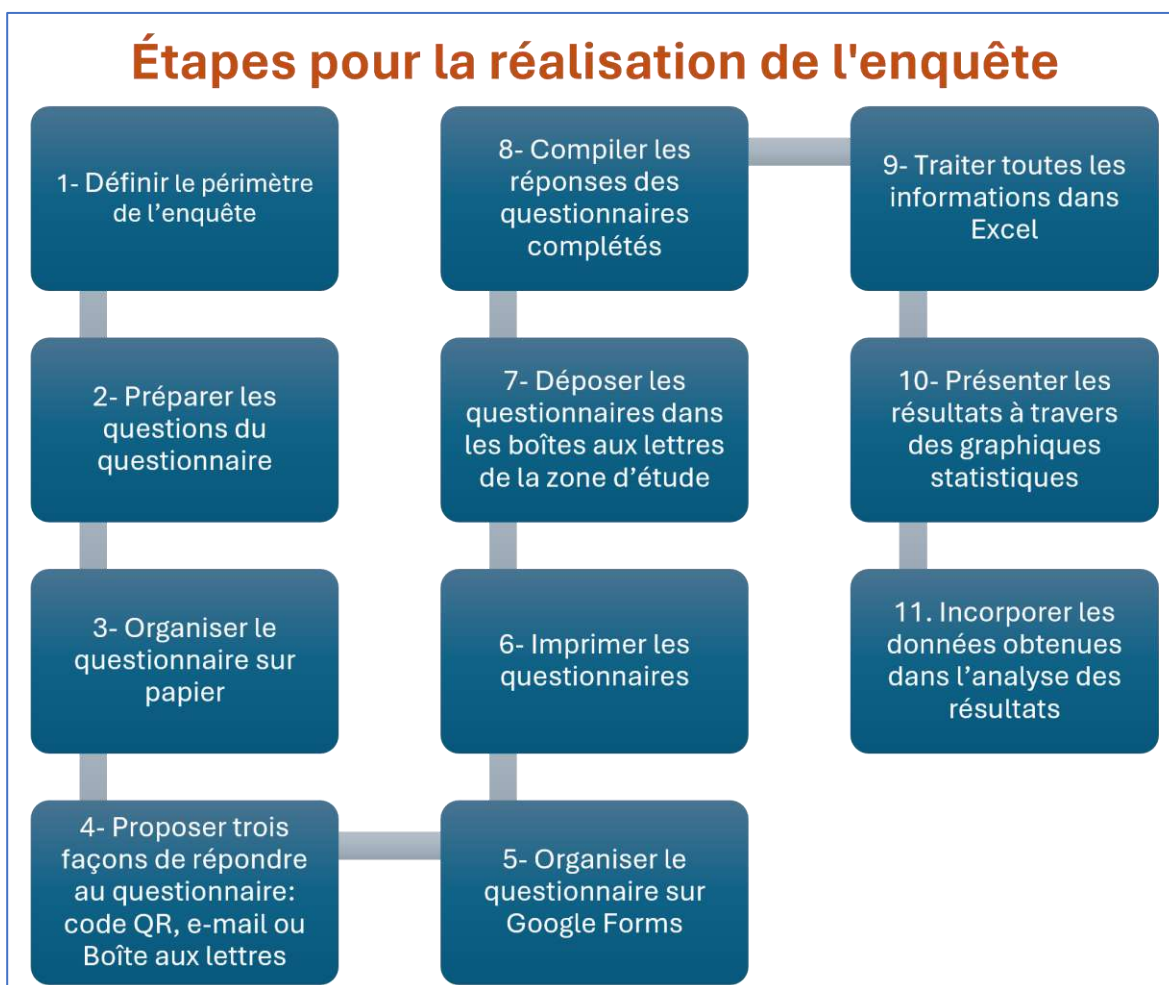 Étapes pour la réalisation de l'enquête
1- Définir le périmètre
de l’enquête
2- Préparer les
questions du
questionnaire
3- Organiser le
questionnaire sur
papier
4- Proposer trois
façons de répondre
au questionnaire:
code QR, e-mail ou
Boîte aux lettres
5- Organiser le
questionnaire sur
Google Forms
6- Imprimer les
questionnaires
7- Déposer les
questionnaires dans
les boîtes aux lettres
de la zone d’étude
8- Compiler les
réponses des
questionnaires
complétés
9- Traiter toutes les
informations dans
Excel
10- Présenter les
résultats à travers
des graphiques
statistiques
11. Incorporer les
données obtenues
dans l’analyse des
résultats